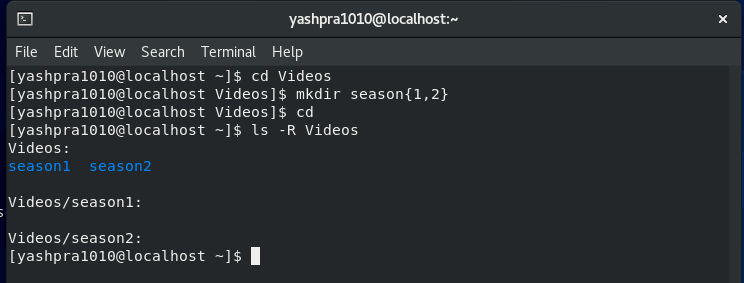 yashpra1010@localhost:~
File Edit View Search Terminal Help
[yashpra1010@localhost ~]$ cd Videos
[yashpra1010@localhost Videos]$ mkdir season{1,2}
[yashpra1010@localhost Videos]$ cd
[yashpra1010@localhost ~]$ ls -R Videos
Videos:
season1  season2
Videos/season1:
Videos/season2:
[yashpra1010@localhost ~]$